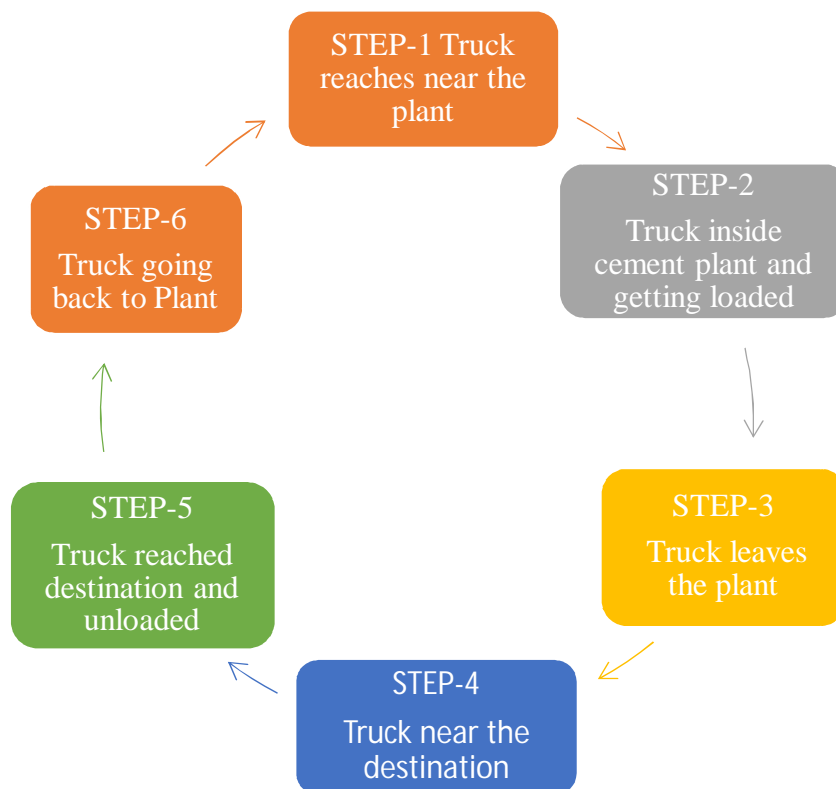 STEP-1 Truck
reaches near the
plant
STEP-2
Truck inside
cement plant and
getting loaded
STEP-3
Truck leaves
the plant
STEP-4
Truck near the
destination
STEP-5
Truck reached
destination and
unloaded
STEP-6
Truck going
back to Plant